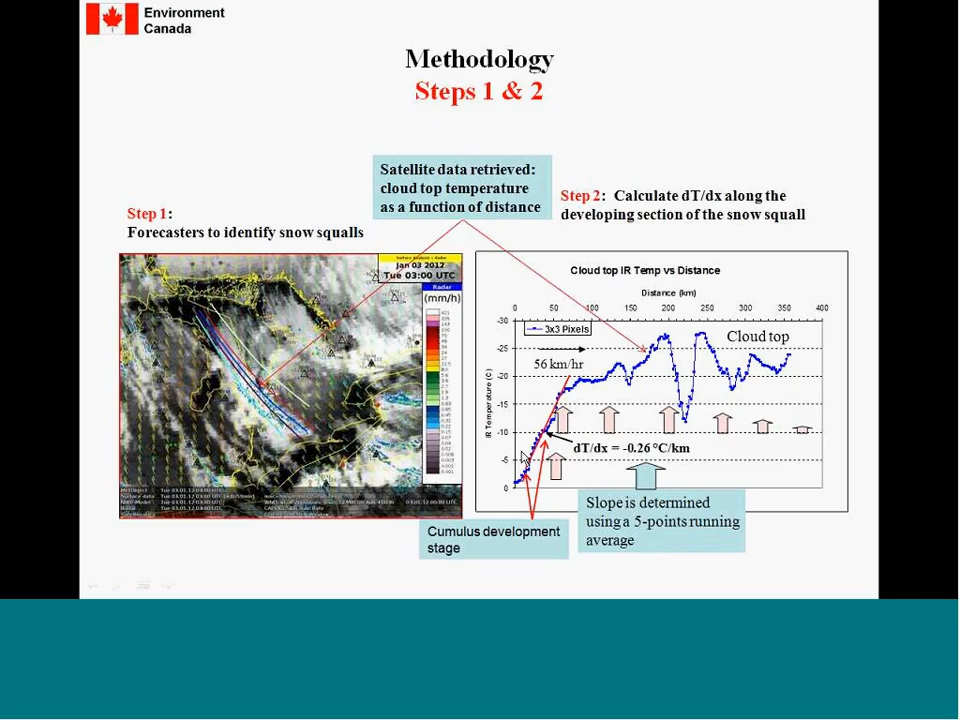 Environment
Canada
Methodology
Steps 1 & 2
Satellite data retrieved:
cloud top temperature
as a function of distance
Step 1:
Forecasters to identify snow squalls
Step 2: Calculate dT/dx along the
developing section of the snow squall
Jan 03 2012
Tue 03:00 UTC
Radar
(mm/h)
Cloud top IR Temp vs Distance
Distance (km)
0 50 100 150 200 250 300 350 400
-30
-25
-20
-15
-10
-5
0
IR Temperature (C)
3x3 Pixels
Cloud top
56 km/hr
dT/dx = -0.26 °C/km
Slope is determined
using a 5-points running
average
Cumulus development
stage